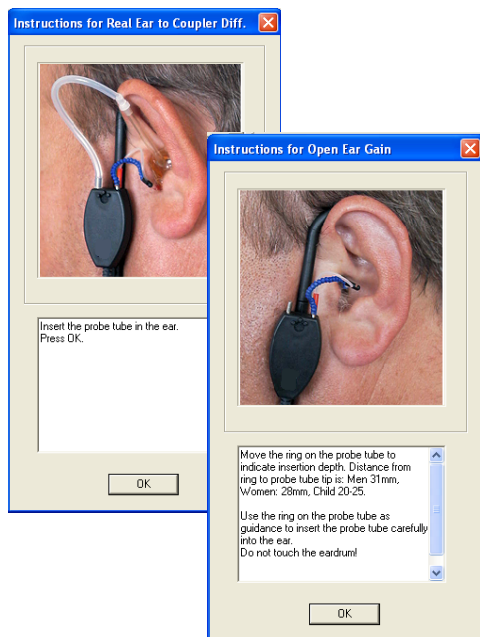 Instructions for Real Ear to Coupler Diff.
Insert the probe tube in the ear.
Press OK.
OK
Instructions for Open Ear Gain
Move the ring on the probe tube to
indicate insertion depth. Distance from
ring to probe tube tip is: Men 31mm,
Women: 28mm, Child 20-25.
Use the ring on the probe tube as
guidance to insert the probe tube carefully
into the ear.
Do not touch the eardrum!
OK